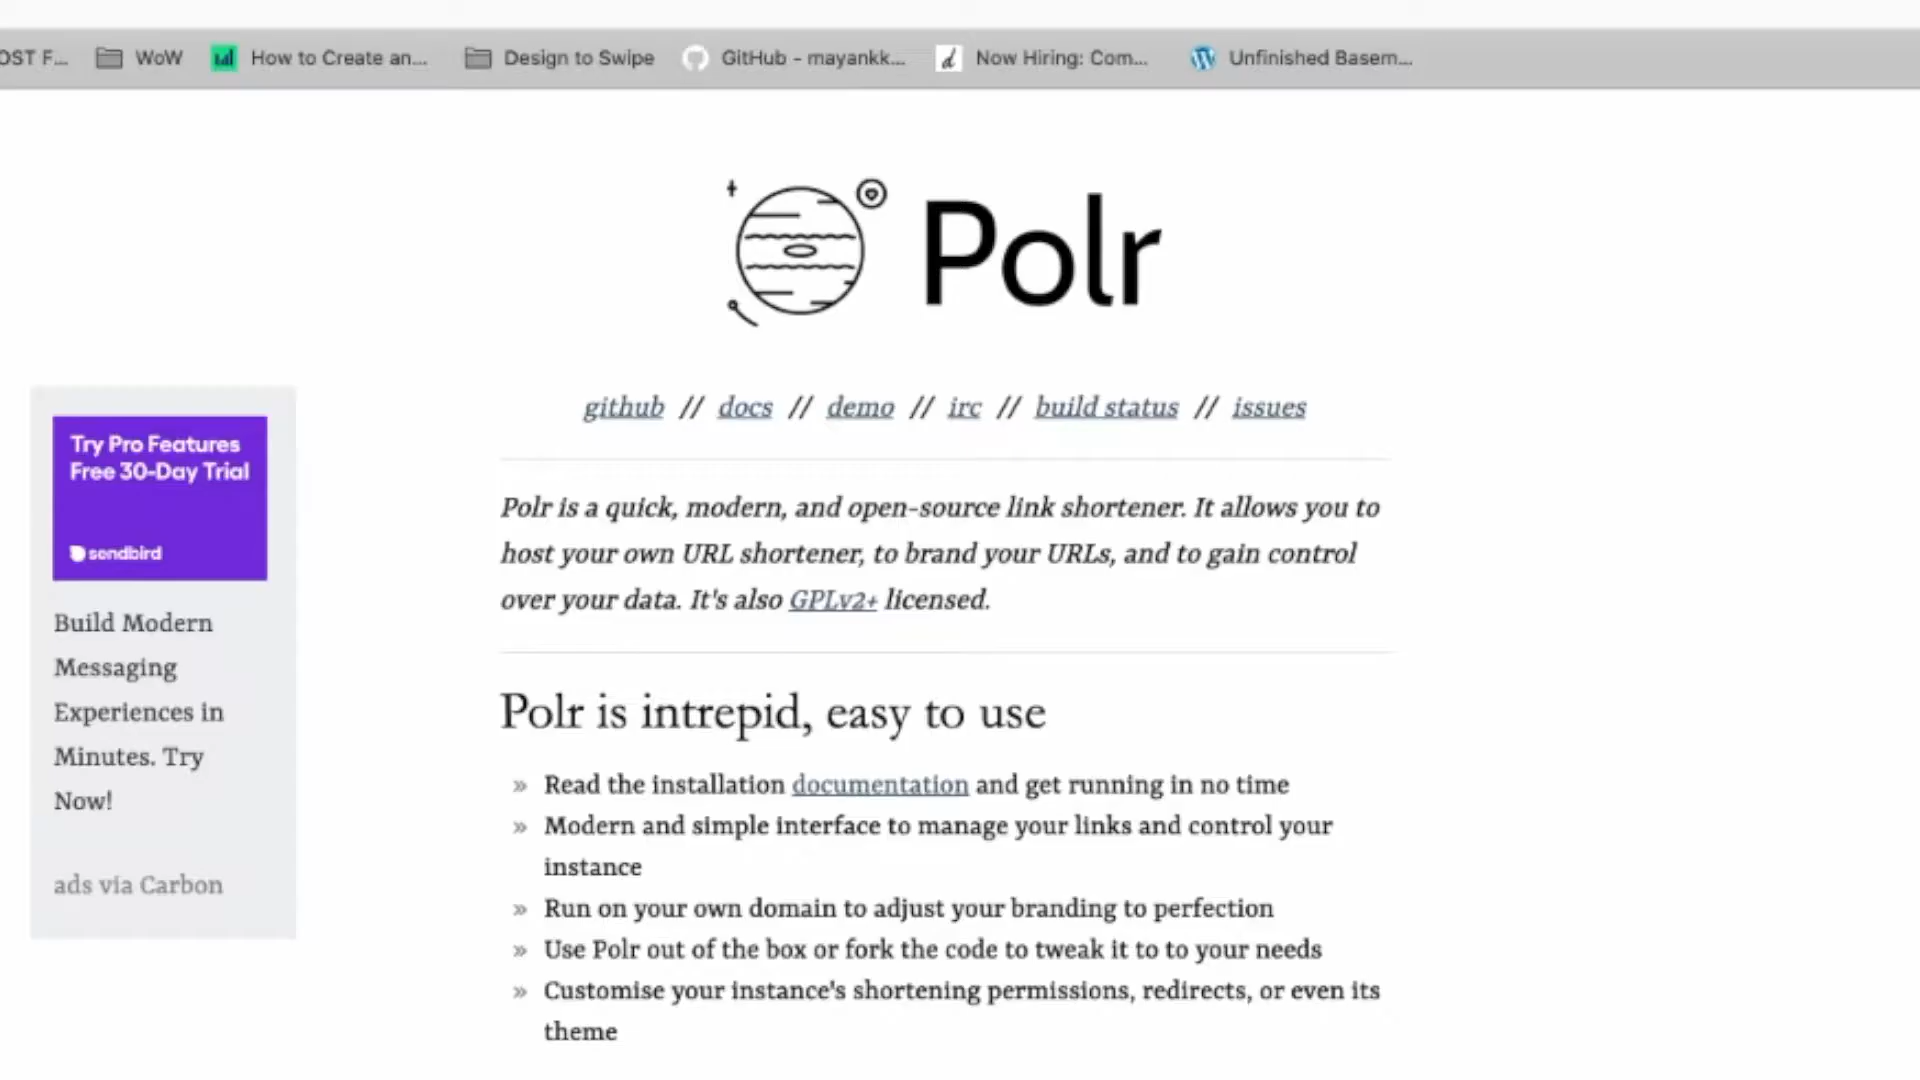 OST F... WoW How to Create an... Design to Swipe GitHub - mayankk... Now Hiring: Com... Unfinished Basem...
Polr
github // docs // demo // irc // build status // issues
Try Pro Features
Free 30-Day Trial
sendbird
Build Modern
Messaging
Experiences in
Minutes. Try
Now!
ads via Carbon
Polr is a quick, modern, and open-source link shortener. It allows you to
host your own URL shortener, to brand your URLs, and to gain control
over your data. It's also GPLv2+ licensed.
Polr is intrepid, easy to use
» Read the installation documentation and get running in no time
» Modern and simple interface to manage your links and control your
instance
» Run on your own domain to adjust your branding to perfection
» Use Polr out of the box or fork the code to tweak it to to your needs
» Customise your instance's shortening permissions, redirects, or even its
theme